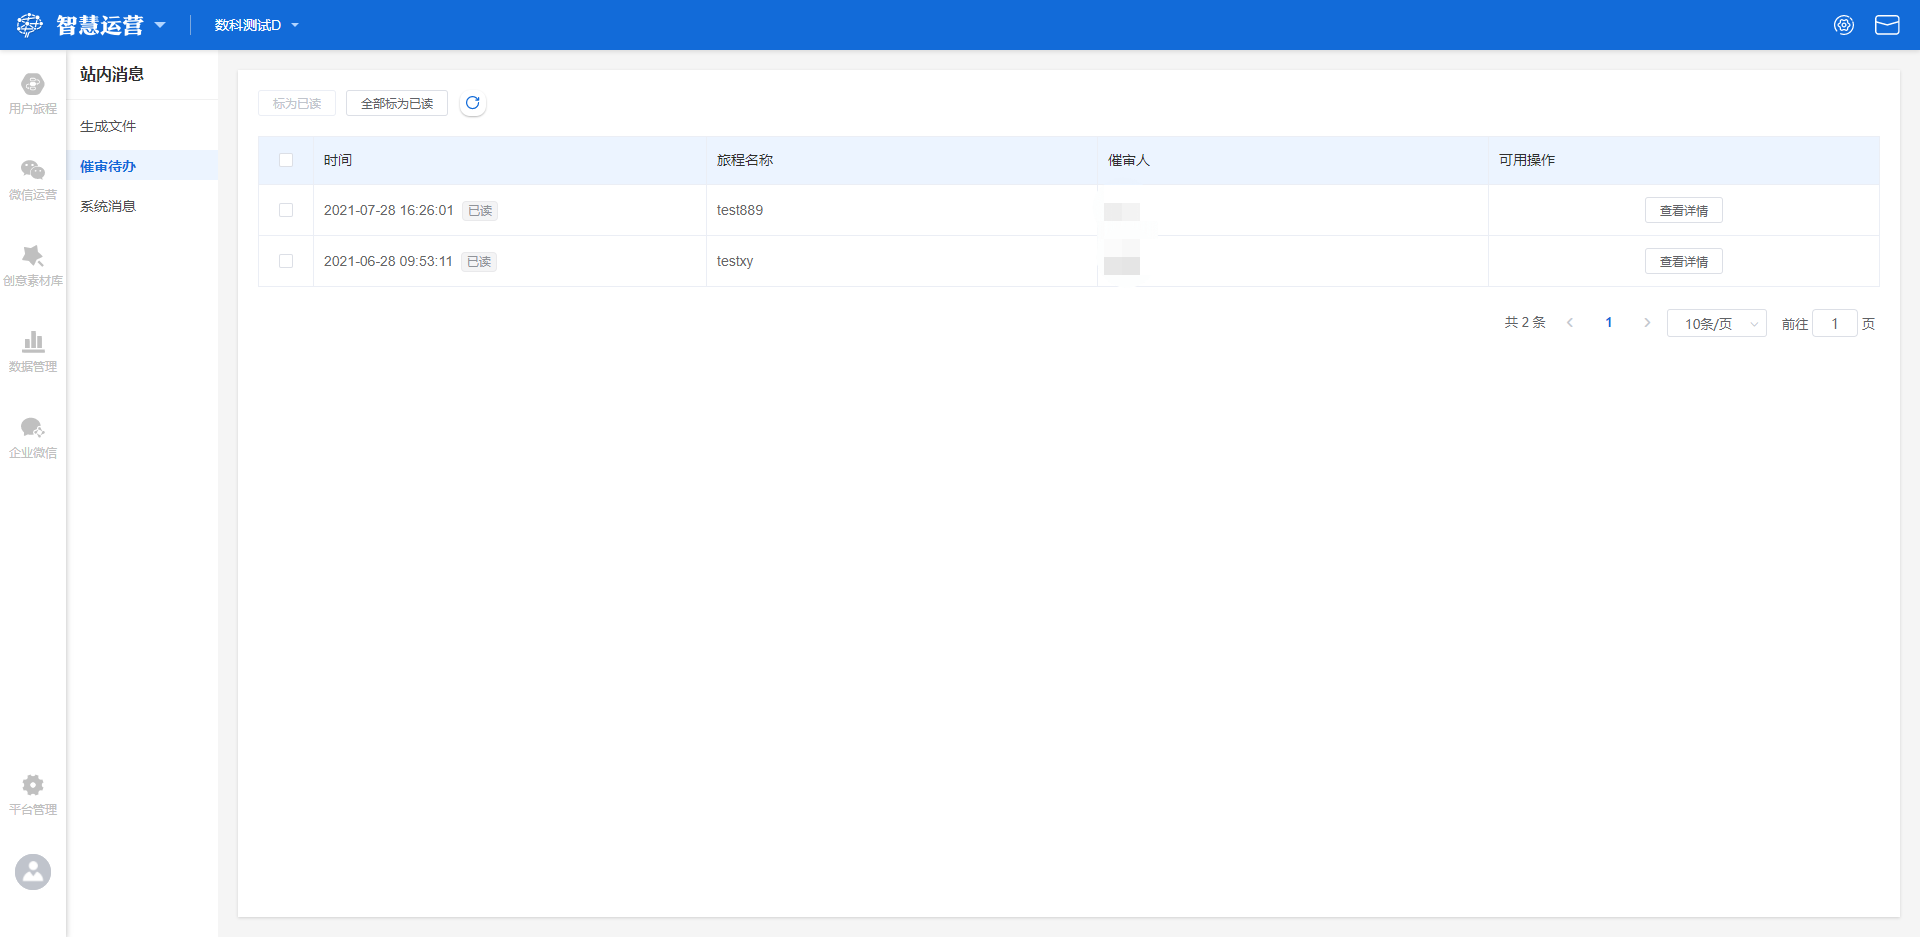 智慧运营
数科测试D
用户旅程
微信运营
创意素材库
数据管理
企业微信
平台管理
站内消息
生成文件
催审待办
系统消息
标为已读 全部标为已读
时间 旅程名称 催审人 可用操作
2021-07-28 16:26:01 已读 test889 查看详情
2021-06-28 09:53:11 已读 testxy 查看详情
共 2 条 1 10条/页 前往 1 页